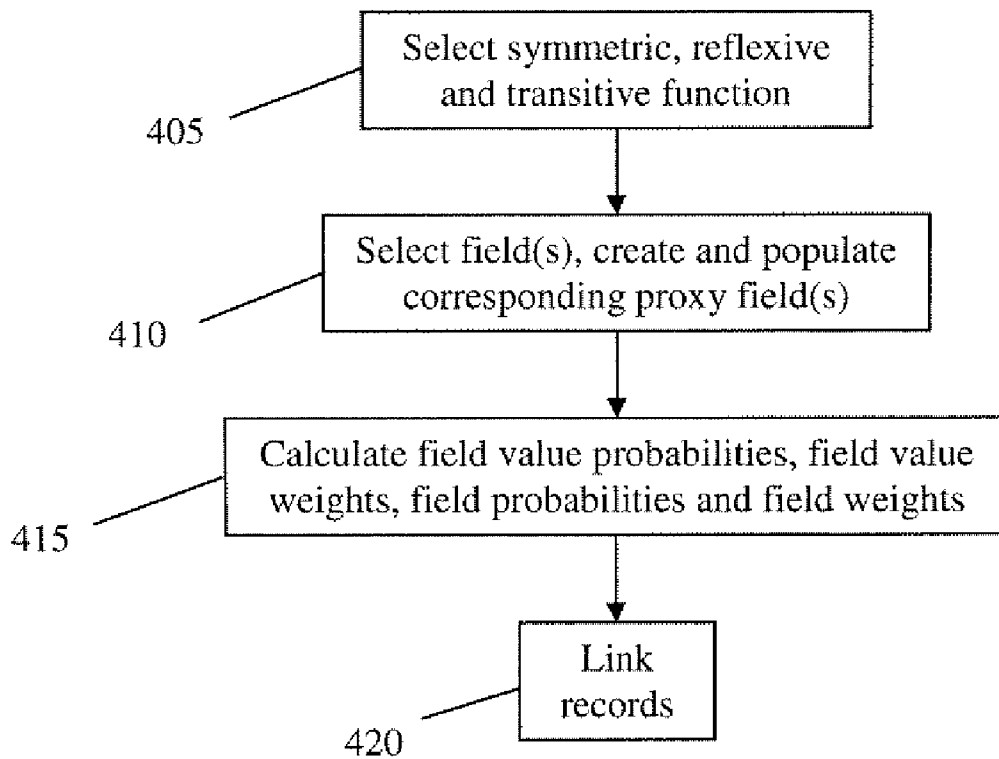 Select symmetric, reflexive
and transitive function
405
Select field(s), create and populate
corresponding proxy field(s)
410
Calculate field value probabilities, field value
weights, field probabilities and field weights
415
Link
records
420